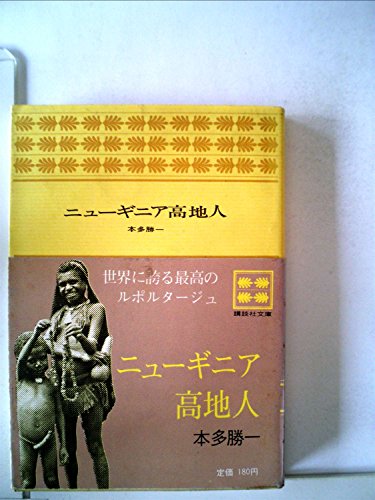 ニューギニア高地人
本多勝一
世界に誇る最高の
ルポルタージュ
講談社文庫
ニューギニア
高地人
本多勝一
定価 180円